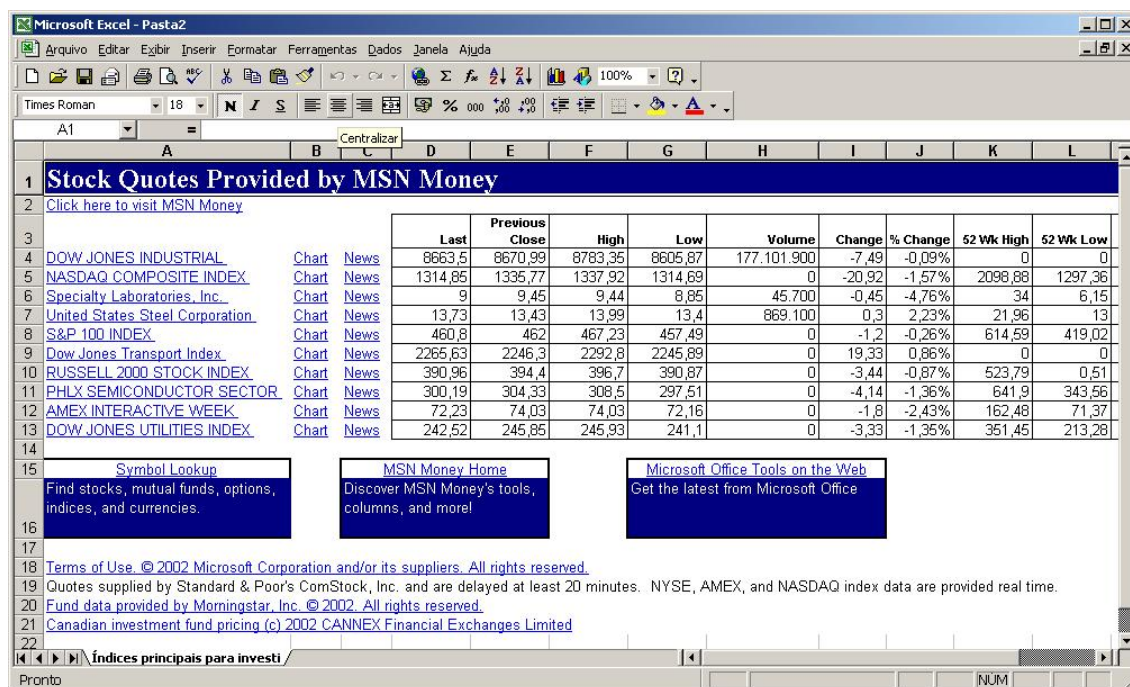 Microsoft Excel - Pasta2
Arquivo Editar Exibir Inserir Formatar Ferramentas Dados Janela Ajuda
100%
Times Roman 18 N I S % 000
A1 =
Centralizar
A B C D E F G H I J K L
1 Stock Quotes Provided by MSN Money
2 Click here to visit MSN Money
3 Last Previous Close High Low Volume Change % Change 52 Wk High 52 Wk Low
4 DOW JONES INDUSTRIAL Chart News 8663,5 8670,99 8783,35 8605,87 177.101.900 -7,49 -0,09% 0 0
5 NASDAQ COMPOSITE INDEX Chart News 1314,85 1335,77 1337,92 1314,69 0 -20,92 -1,57% 2098,88 1297,36
6 Specialty Laboratories, Inc. Chart News 9 9,45 9,44 8,85 45.700 -0,45 -4,76% 34 6,15
7 United States Steel Corporation Chart News 13,73 13,43 13,99 13,4 869.100 0,3 2,23% 21,96 13
8 S&P 100 INDEX Chart News 460,8 462 467,23 457,49 0 -1,2 -0,26% 614,59 419,02
9 Dow Jones Transport Index Chart News 2265,63 2246,3 2292,8 2245,89 0 19,33 0,86% 0 0
10 RUSSELL 2000 STOCK INDEX Chart News 390,96 394,4 396,7 390,87 0 -3,44 -0,87% 523,79 0,51
11 PHLX SEMICONDUCTOR SECTOR Chart News 300,19 304,33 308,5 297,51 0 -4,14 -1,36% 641,9 343,56
12 AMEX INTERACTIVE WEEK Chart News 72,23 74,03 74,03 72,16 0 -1,8 -2,43% 162,48 71,37
13 DOW JONES UTILITIES INDEX Chart News 242,52 245,85 245,93 241,1 0 -3,33 -1,35% 351,45 213,28
14
15 Symbol Lookup MSN Money Home Microsoft Office Tools on the Web
Find stocks, mutual funds, options, Discover MSN Money's tools, Get the latest from Microsoft Office
indices, and currencies. columns, and more!
16
17
18 Terms of Use. © 2002 Microsoft Corporation and/or its suppliers. All rights reserved.
19 Quotes supplied by Standard & Poor's ComStock, Inc. and are delayed at least 20 minutes. NYSE, AMEX, and NASDAQ index data are provided real time.
20 Fund data provided by Morningstar, Inc. © 2002. All rights reserved.
21 Canadian investment fund pricing (c) 2002 CANNEX Financial Exchanges Limited
22
Índices principais para investi
Pronto NÚM